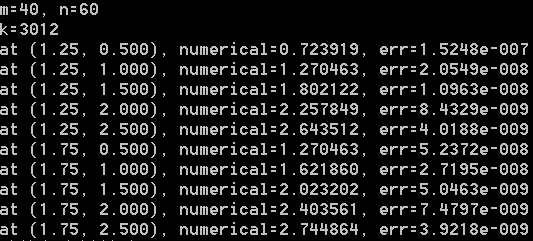 m=40, n=60
k=3012
at (1.25, 0.500), numerical=0.723919, err=1.5248e-007
at (1.25, 1.000), numerical=1.270463, err=2.0549e-008
at (1.25, 1.500), numerical=1.802122, err=1.0963e-008
at (1.25, 2.000), numerical=2.257849, err=8.4329e-009
at (1.25, 2.500), numerical=2.643512, err=4.0188e-009
at (1.75, 0.500), numerical=1.270463, err=5.2372e-008
at (1.75, 1.000), numerical=1.621860, err=2.7195e-008
at (1.75, 1.500), numerical=2.023202, err=5.0463e-009
at (1.75, 2.000), numerical=2.403561, err=7.4797e-009
at (1.75, 2.500), numerical=2.744864, err=3.9218e-009